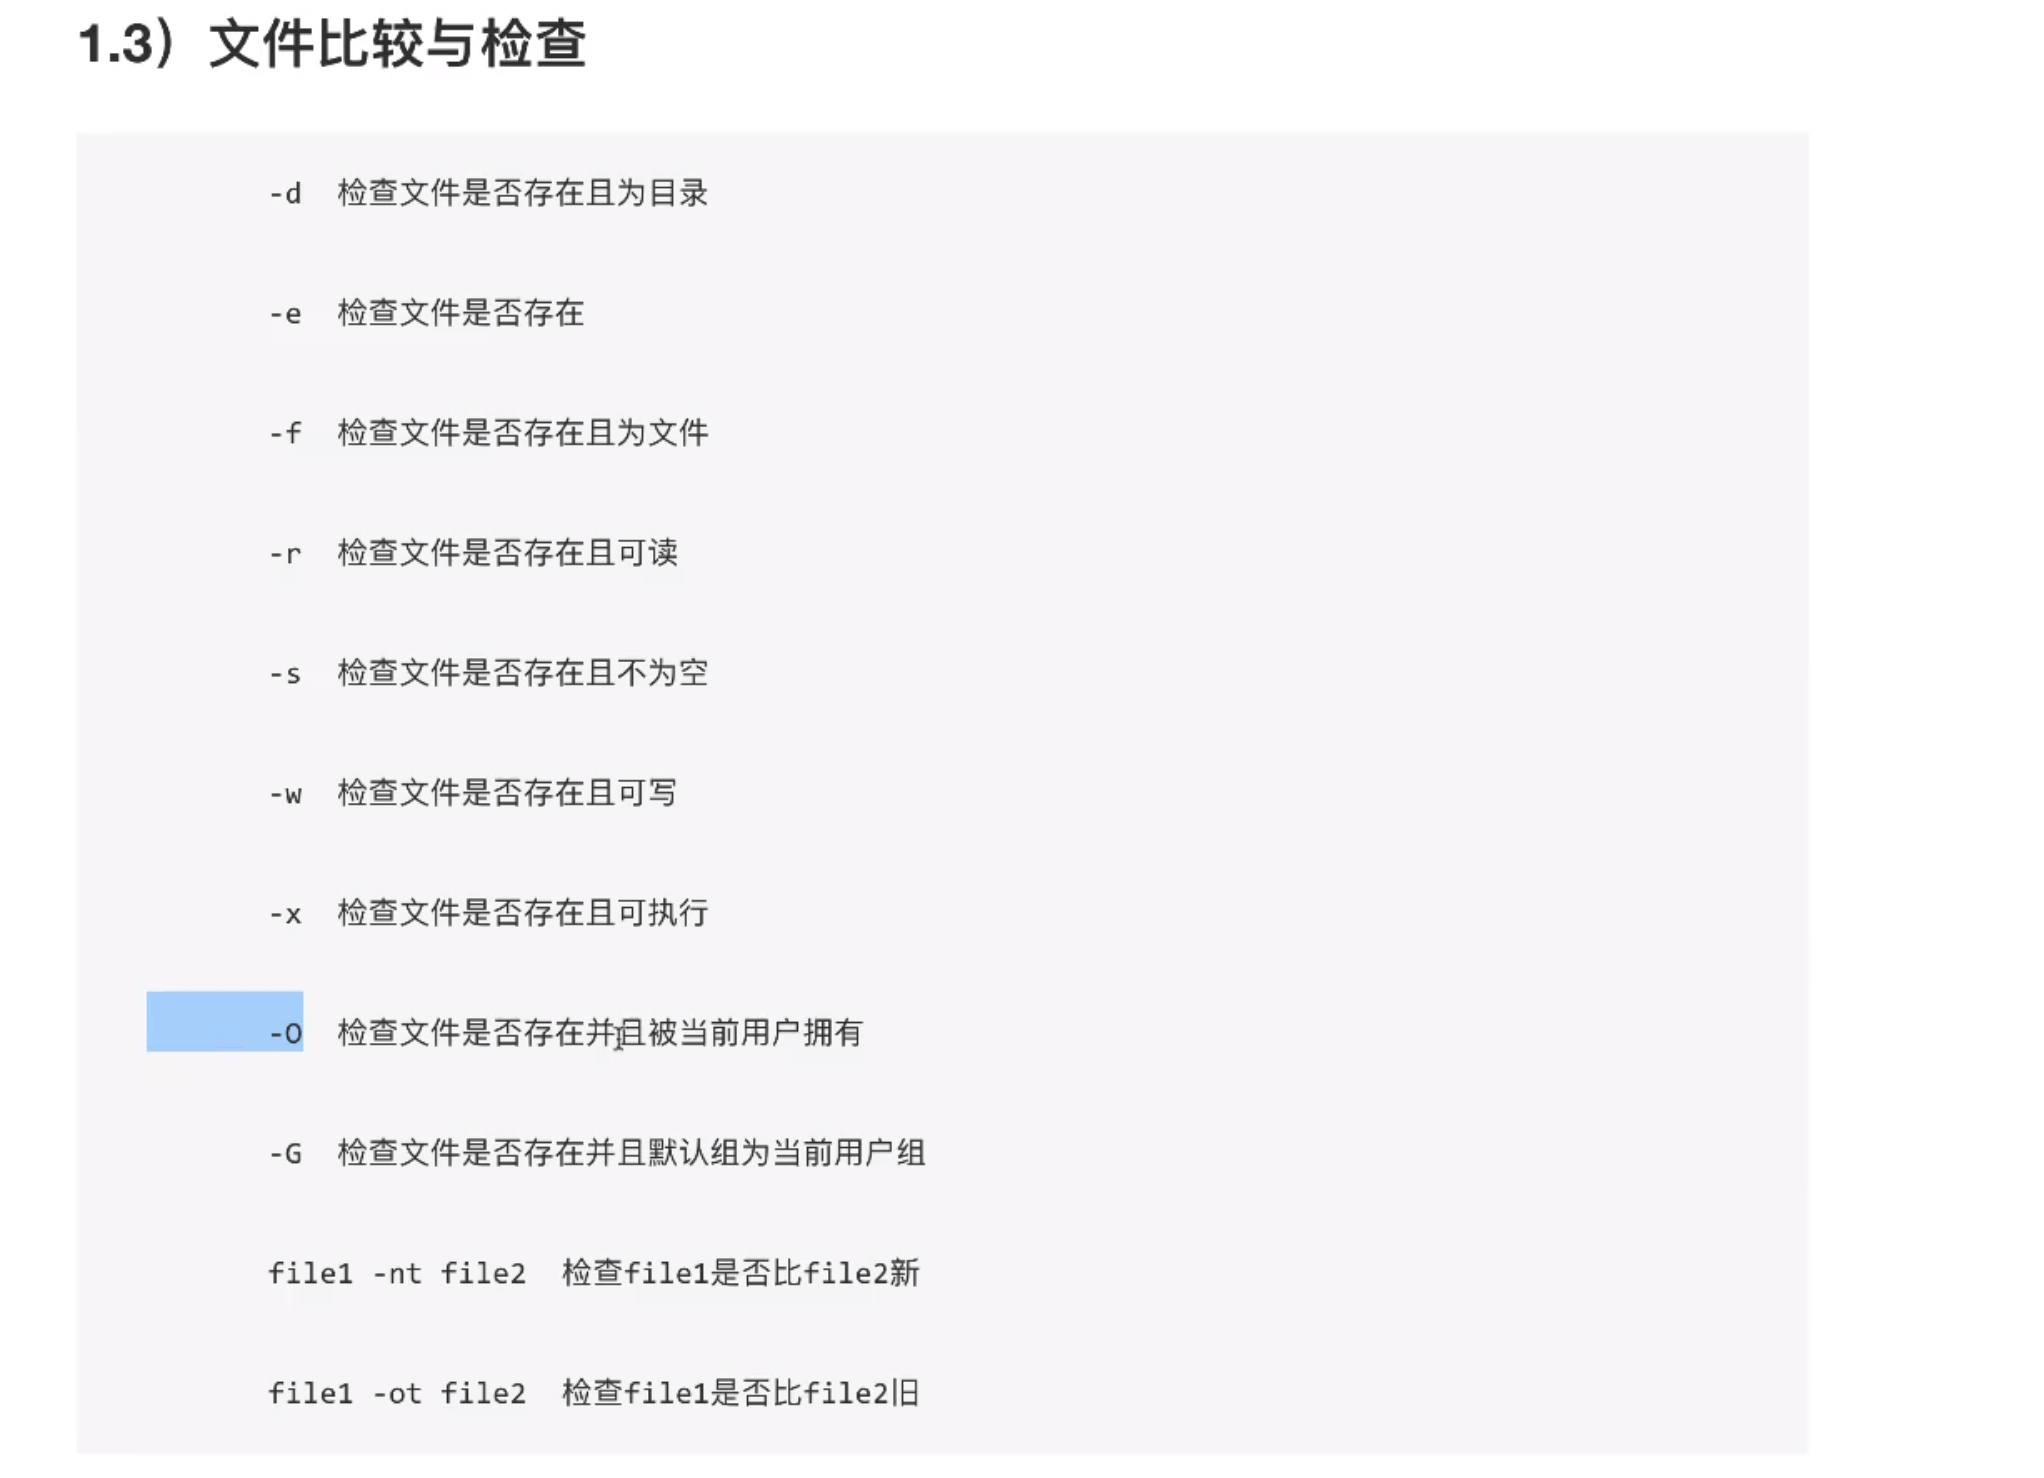 1.3）文件比较与检查
-d 检查文件是否存在且为目录
-e 检查文件是否存在
-f 检查文件是否存在且为文件
-r 检查文件是否存在且可读
-s 检查文件是否存在且不为空
-w 检查文件是否存在且可写
-x 检查文件是否存在且可执行
-O 检查文件是否存在并且被当前用户拥有
-G 检查文件是否存在并且默认组为当前用户组
file1 -nt file2 检查file1是否比file2新
file1 -ot file2 检查file1是否比file2旧